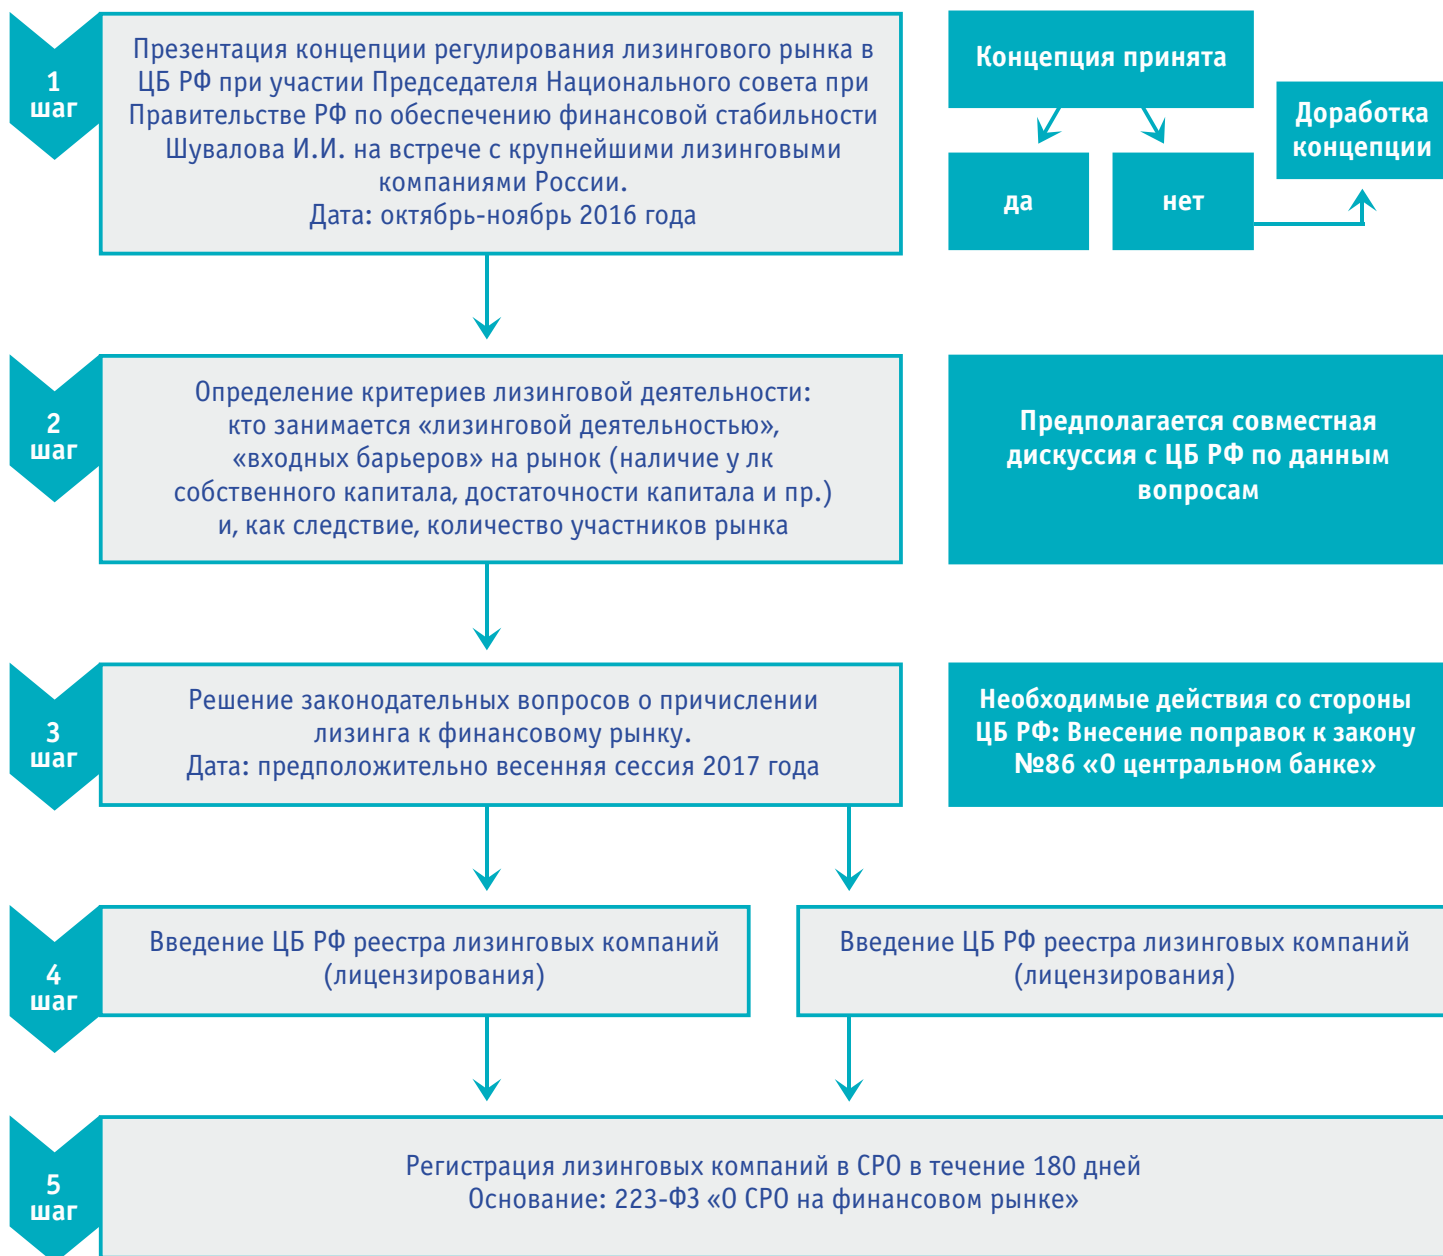 1
шаг
Презентация концепции регулирования лизингового рынка в
ЦБ РФ при участии Председателя Национального совета при
Правительстве РФ по обеспечению финансовой стабильности
Шувалова И.И. на встрече с крупнейшими лизинговыми
компаниями России.
Дата: октябрь-ноябрь 2016 года
Концепция принята
да
нет
Доработка
концепции
2
шаг
Определение критериев лизинговой деятельности:
кто занимается «лизинговой деятельностью»,
«входных барьеров» на рынок (наличие у лк
собственного капитала, достаточности капитала и пр.)
и, как следствие, количество участников рынка
Предполагается совместная
дискуссия с ЦБ РФ по данным
вопросам
3
шаг
Решение законодательных вопросов о причислении
лизинга к финансовому рынку.
Дата: предположительно весенняя сессия 2017 года
Необходимые действия со стороны
ЦБ РФ: Внесение поправок к закону
№86 «О центральном банке»
4
шаг
Введение ЦБ РФ реестра лизинговых компаний
(лицензирования)
Введение ЦБ РФ реестра лизинговых компаний
(лицензирования)
5
шаг
Регистрация лизинговых компаний в СРО в течение 180 дней
Основание: 223-ФЗ «О СРО на финансовом рынке»